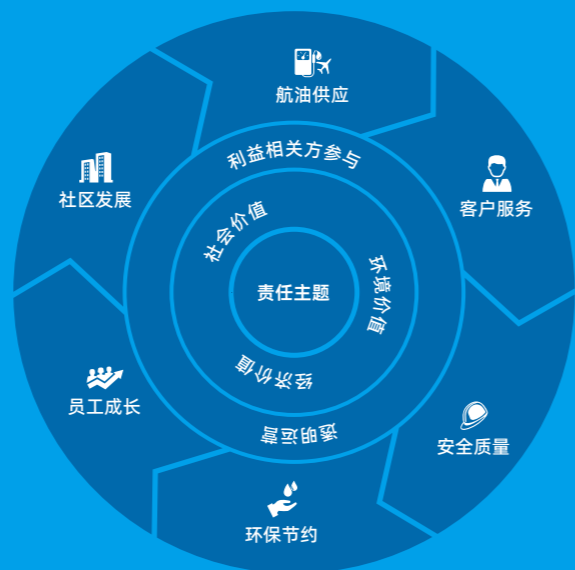 航油供应
客户服务
安全质量
环保节约
员工成长
社区发展
利益相关方参与
透明运营
社会价值
环境价值
经济价值
责任主题